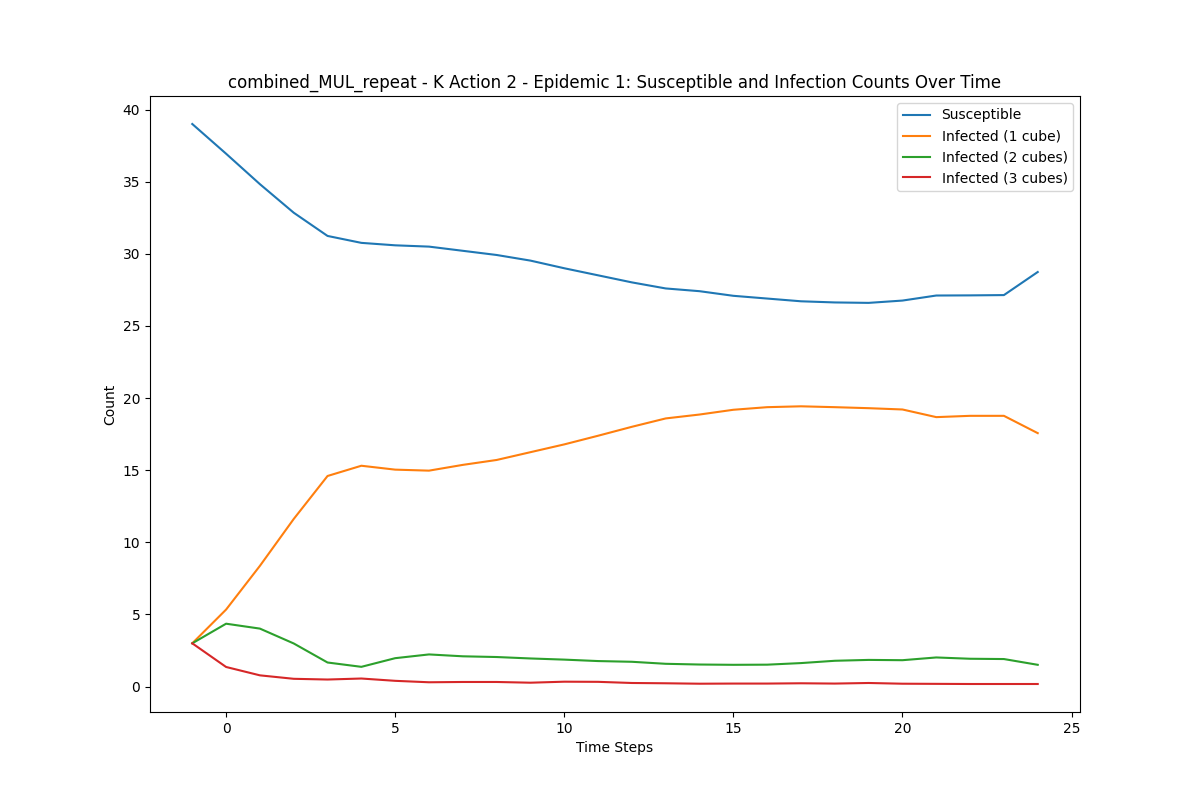 combined_MUL_repeat - K Action 2 - Epidemic 1: Susceptible and Infection Counts Over Time
Susceptible
Infected (1 cube)
Infected (2 cubes)
Infected (3 cubes)
40
35
30
25
20
15
10
5
0
Count
0 5 10 15 20 25
Time Steps